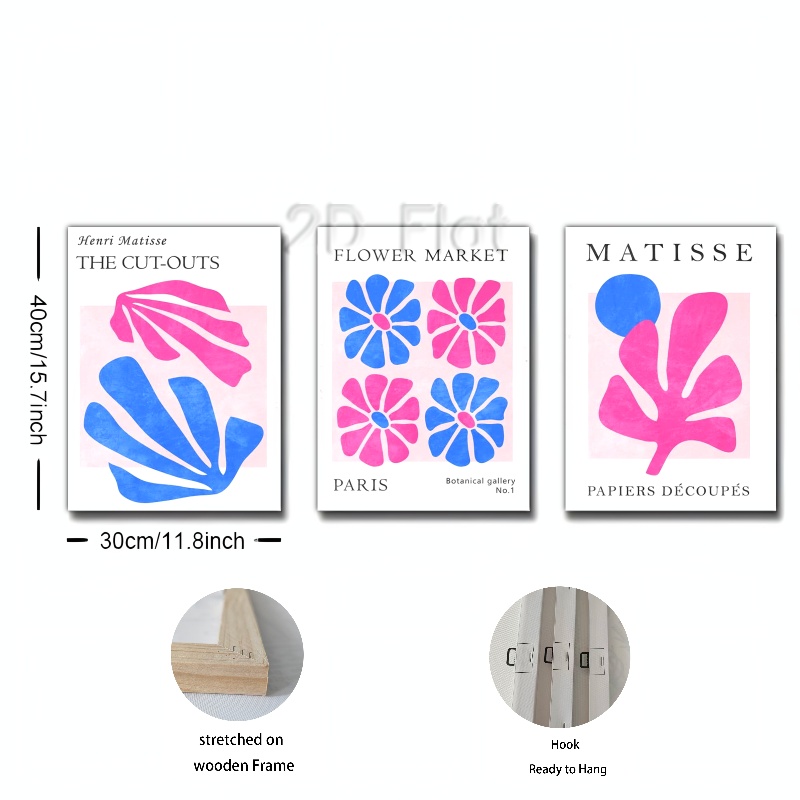 2D Flat
Henri Matisse
THE CUT-OUTS
FLOWER MARKET
PARIS
Botanical gallery
No.1
MATISSE
PAPIERS DÉCOUPÉS
40cm/15.7inch
30cm/11.8inch
stretched on
wooden Frame
Hook
Ready to Hang